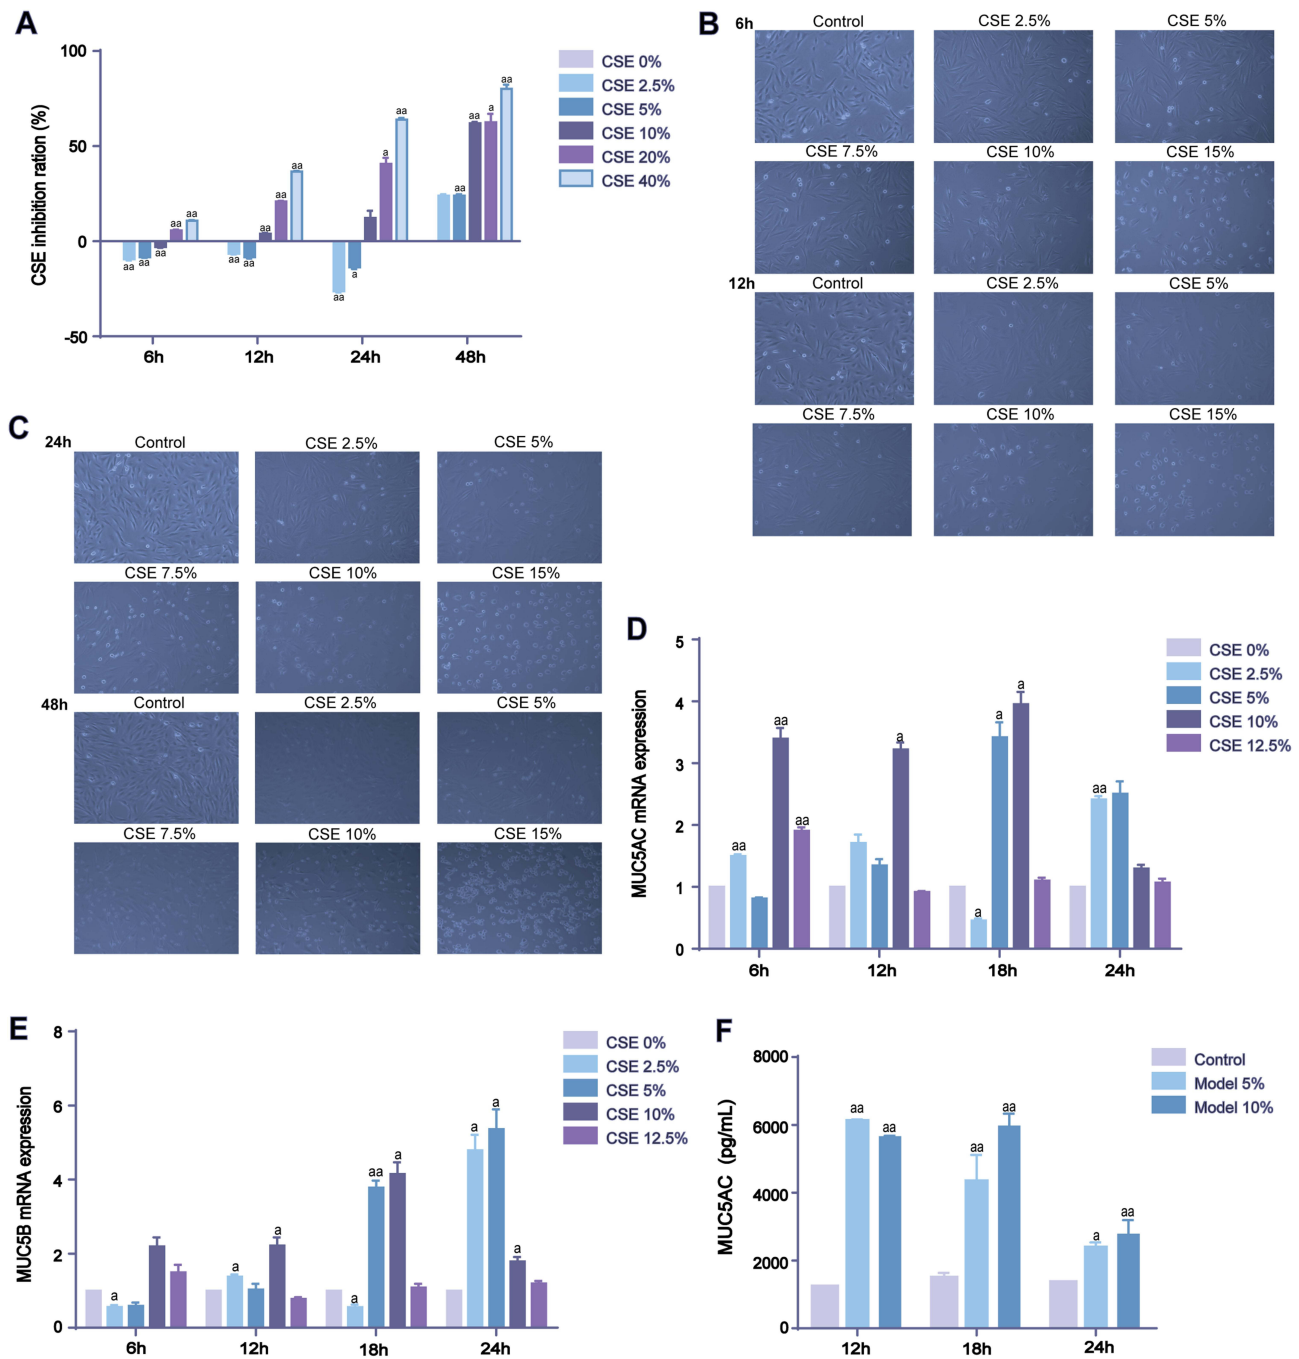 A
100
50
0
-50
CSE inhibition ration (%)
aa aa aa aa aa
aa aa aa aa aa
aa a a aa
aa aa a aa
6h 12h 24h 48h
CSE 0%
CSE 2.5%
CSE 5%
CSE 10%
CSE 20%
CSE 40%
B
6h Control CSE 2.5% CSE 5%
CSE 7.5% CSE 10% CSE 15%
12h Control CSE 2.5% CSE 5%
CSE 7.5% CSE 10% CSE 15%
C
24h Control CSE 2.5% CSE 5%
CSE 7.5% CSE 10% CSE 15%
48h Control CSE 2.5% CSE 5%
CSE 7.5% CSE 10% CSE 15%
D
5
4
3
2
1
0
MUC5AC mRNA expression
aa aa aa
a
a a a
aa
6h 12h 18h 24h
CSE 0%
CSE 2.5%
CSE 5%
CSE 10%
CSE 12.5%
E
8
6
4
2
0
MUC5B mRNA expression
a
a a
a aa a
a a a
6h 12h 18h 24h
CSE 0%
CSE 2.5%
CSE 5%
CSE 10%
CSE 12.5%
F
8000
6000
4000
2000
0
MUC5AC (pg/mL)
aa aa
aa aa
a aa
12h 18h 24h
Control
Model 5%
Model 10%